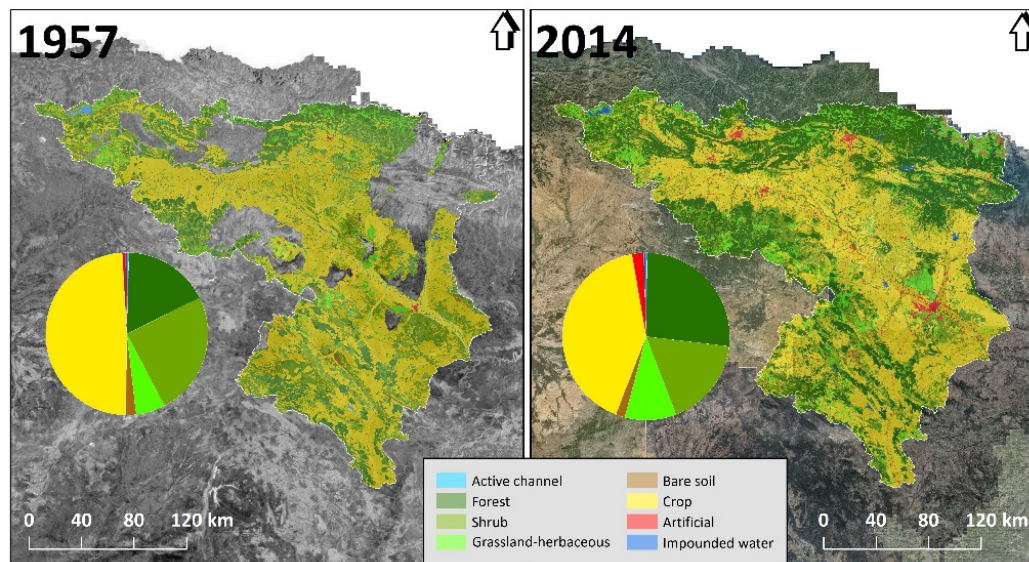 1957
2014
Active channel
Forest
Shrub
Grassland-herbaceous
Bare soil
Crop
Artificial
Impounded water
0 40 80 120 km
0 40 80 120 km